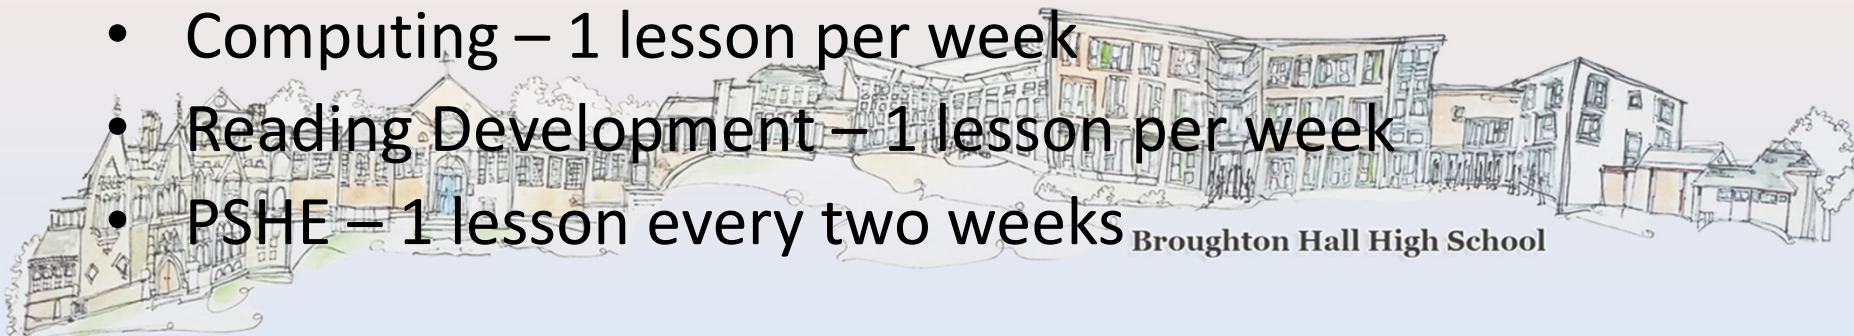 • Computing – 1 lesson per week
• Reading Development – 1 lesson per week
• PSHE – 1 lesson every two weeks
Broughton Hall High School